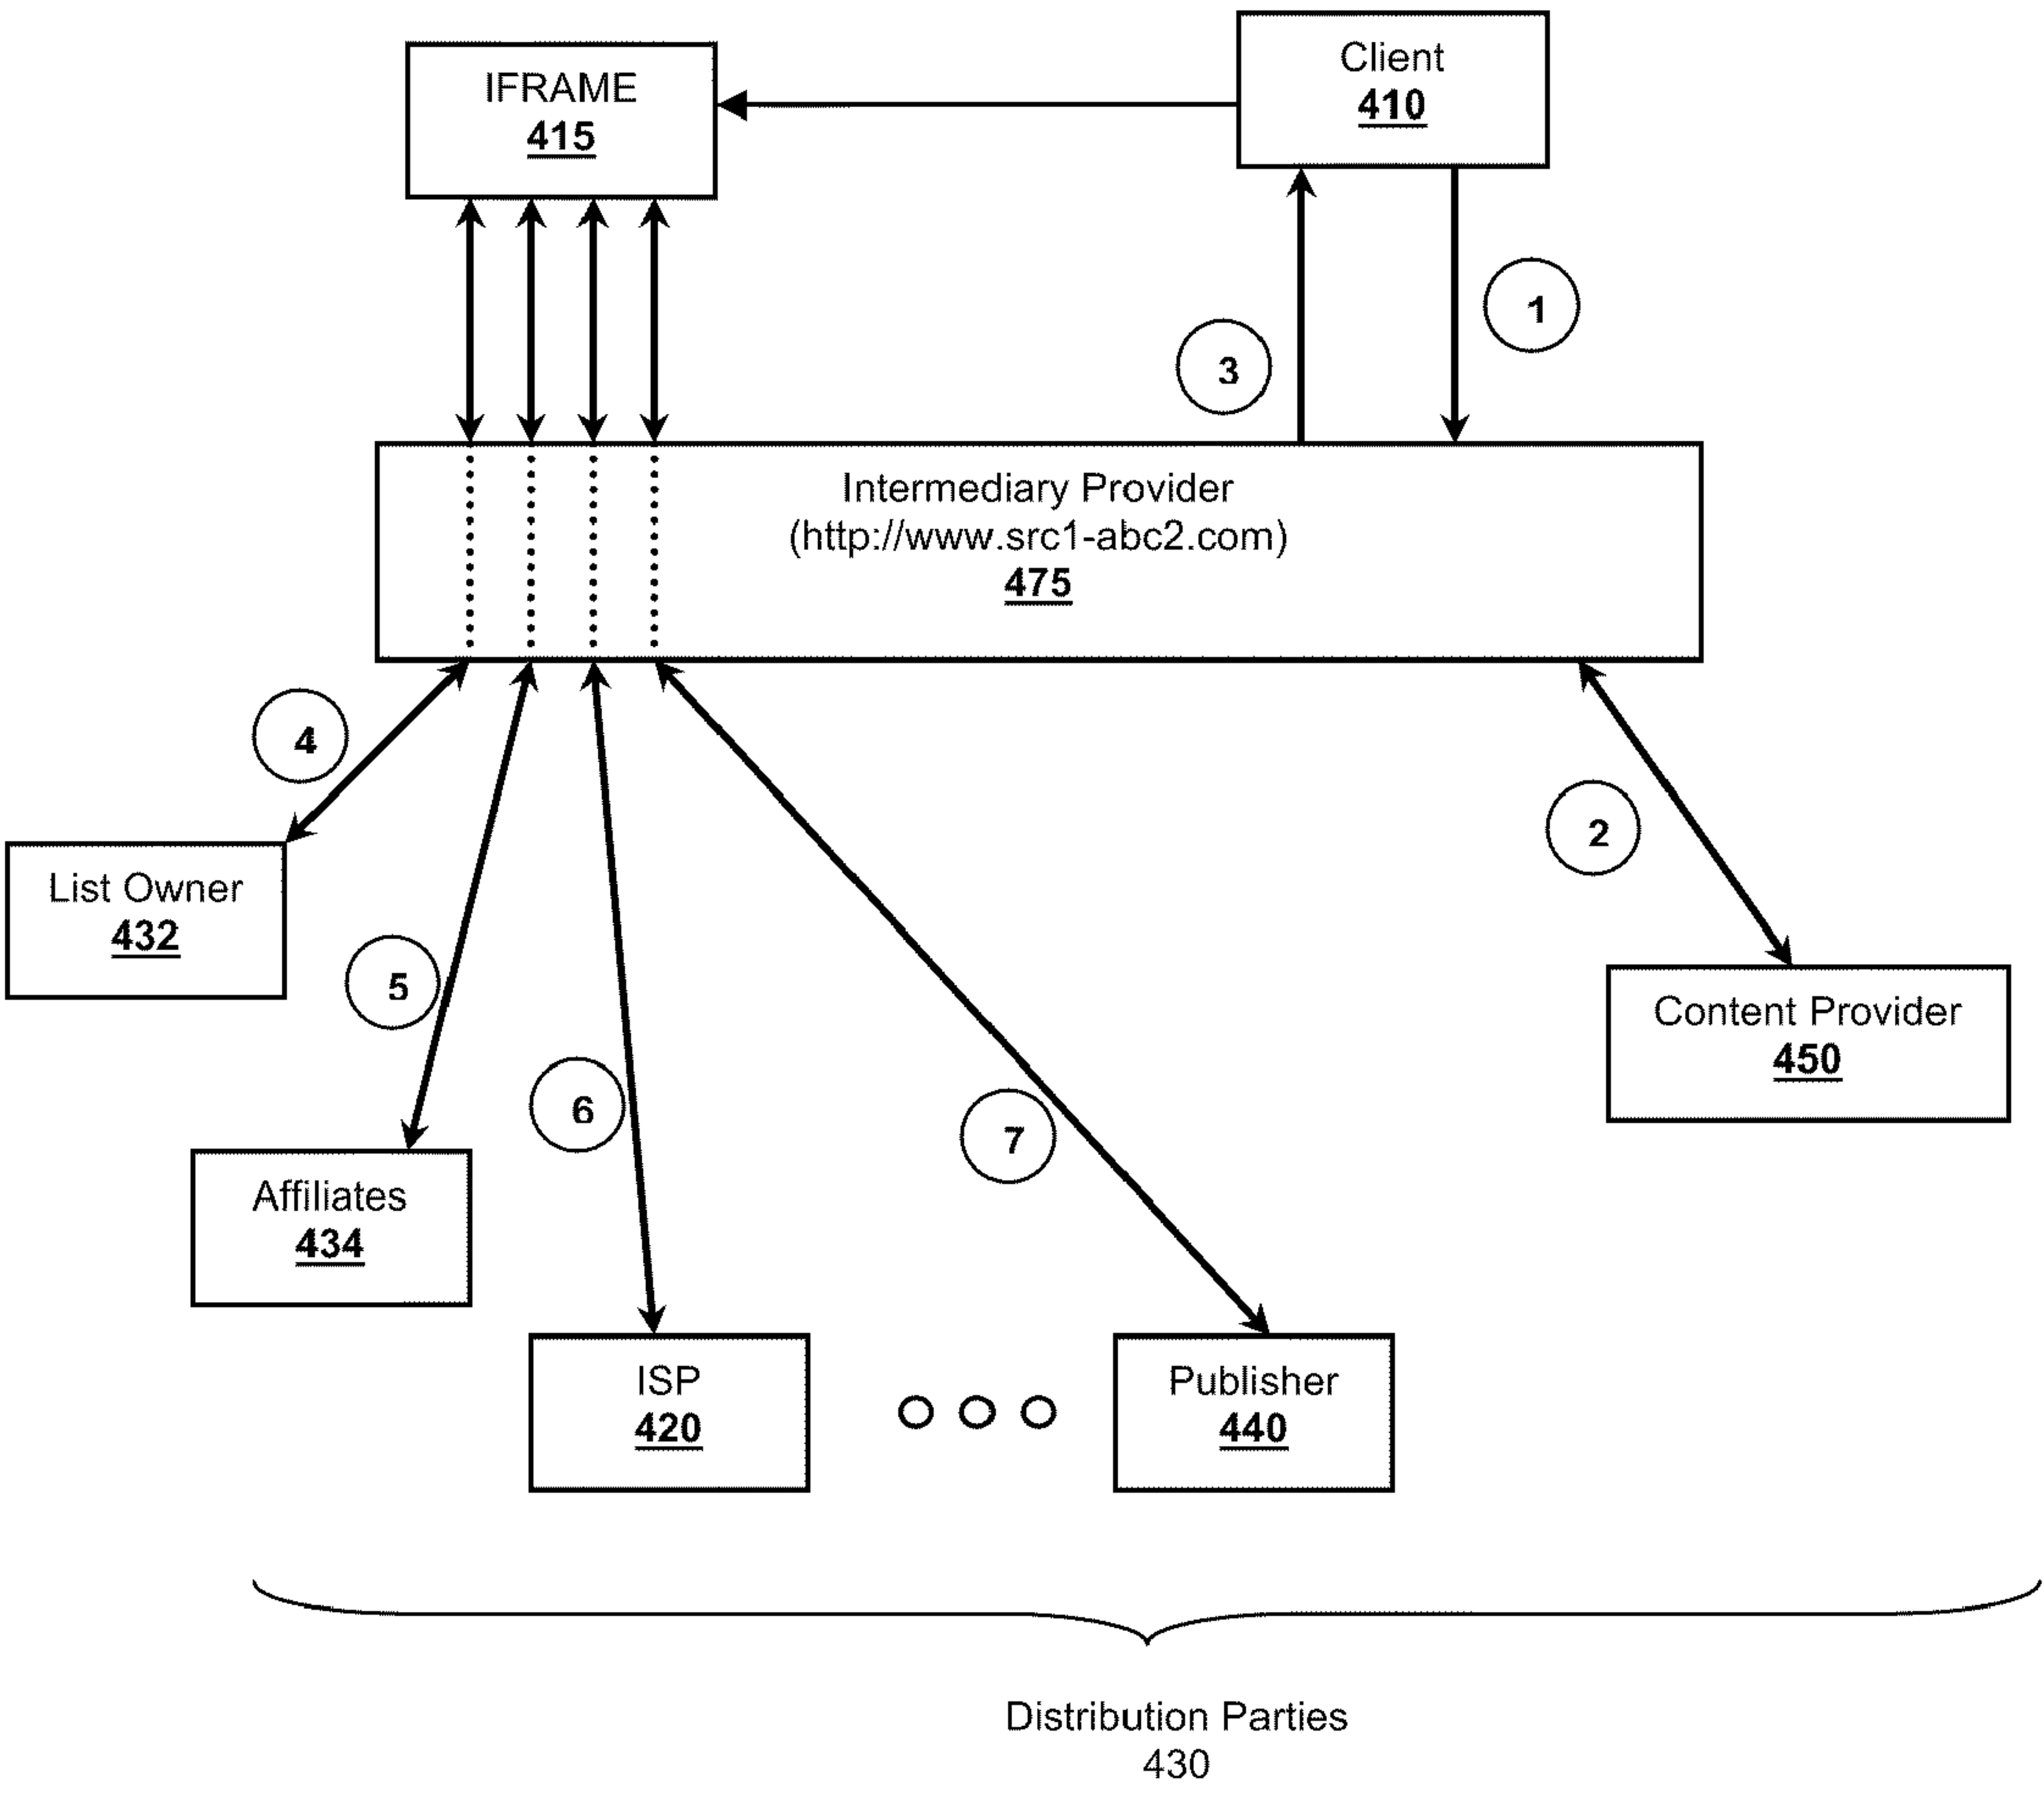 IFRAME
415
Client
410
1
3
Intermediary Provider
(http://www.src1-abc2.com)
475
4
2
List Owner
432
5
Content Provider
450
6
7
Affiliates
434
ISP
420
Publisher
440
Distribution Parties
430